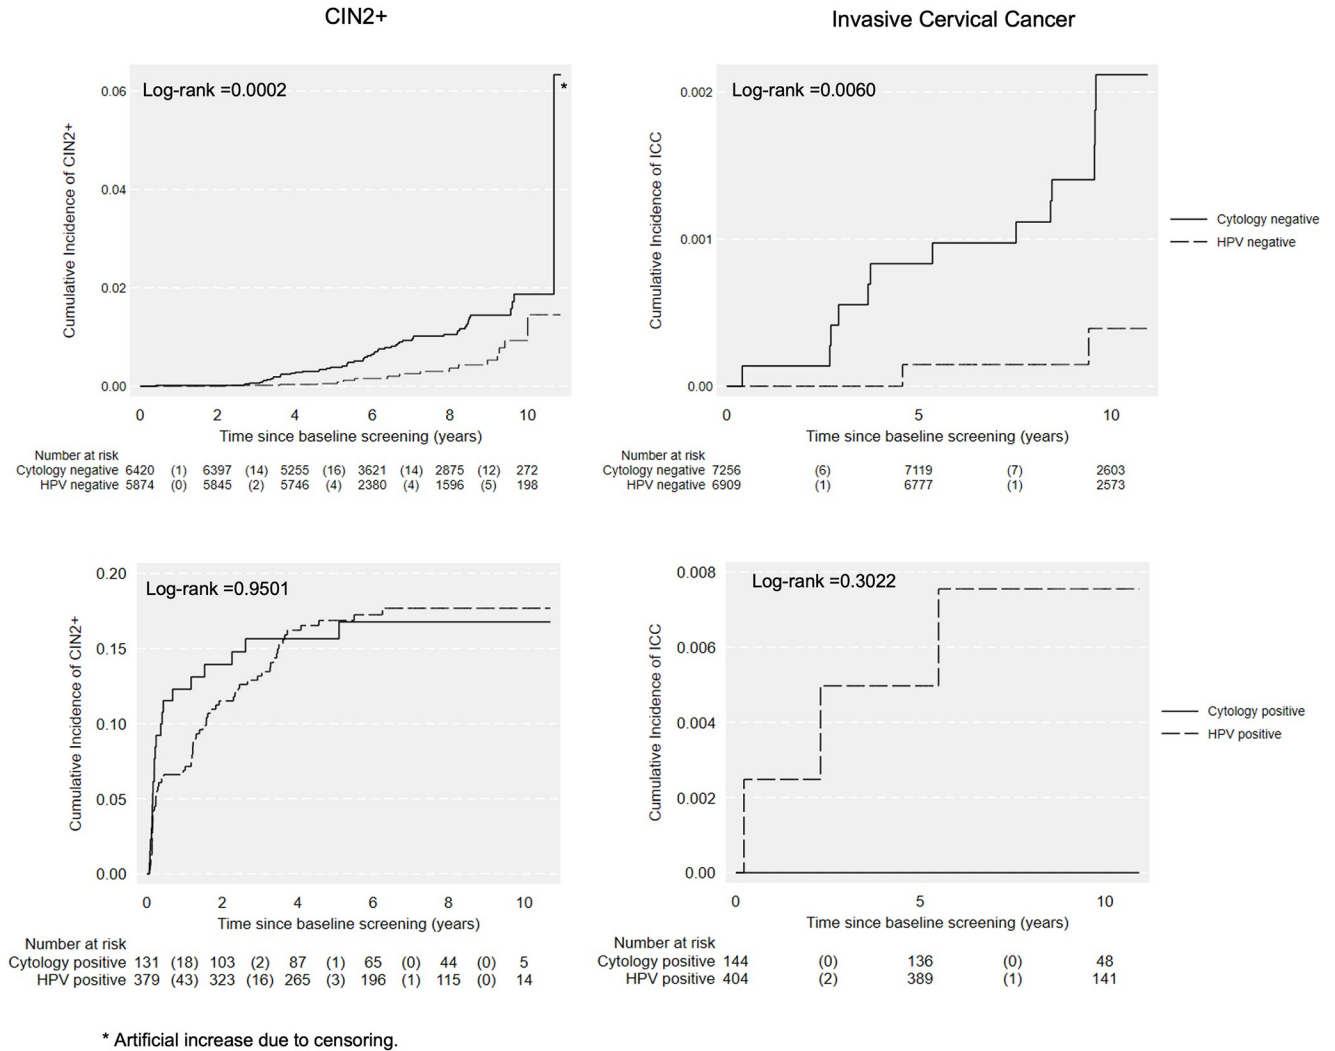 CIN2+
Invasive Cervical Cancer
Log-rank =0.0002
*
Cumulative Incidence of CIN2+
0.06
0.04
0.02
0.00
0 2 4 6 8 10
Time since baseline screening (years)
Number at risk
Cytology negative 6420 (1) 6397 (14) 5255 (16) 3621 (14) 2875 (12) 272
HPV negative 5874 (0) 5845 (2) 5746 (4) 2380 (4) 1596 (5) 198
Log-rank =0.0060
Cumulative Incidence of ICC
0.002
0.001
0.00
0 5 10
Time since baseline screening (years)
Number at risk
Cytology negative 7256 (6) 7119 (7) 2603
HPV negative 6909 (1) 6777 (1) 2573
Cytology negative
HPV negative
Log-rank =0.9501
Cumulative Incidence of CIN2+
0.20
0.15
0.10
0.05
0.00
0 2 4 6 8 10
Time since baseline screening (years)
Number at risk
Cytology positive 131 (18) 103 (2) 87 (1) 65 (0) 44 (0) 5
HPV positive 379 (43) 323 (16) 265 (3) 196 (1) 115 (0) 14
Log-rank =0.3022
Cumulative Incidence of ICC
0.008
0.006
0.004
0.002
0.00
0 5 10
Time since baseline screening (years)
Number at risk
Cytology positive 144 (0) 136 (0) 48
HPV positive 404 (2) 389 (1) 141
Cytology positive
HPV positive
* Artificial increase due to censoring.